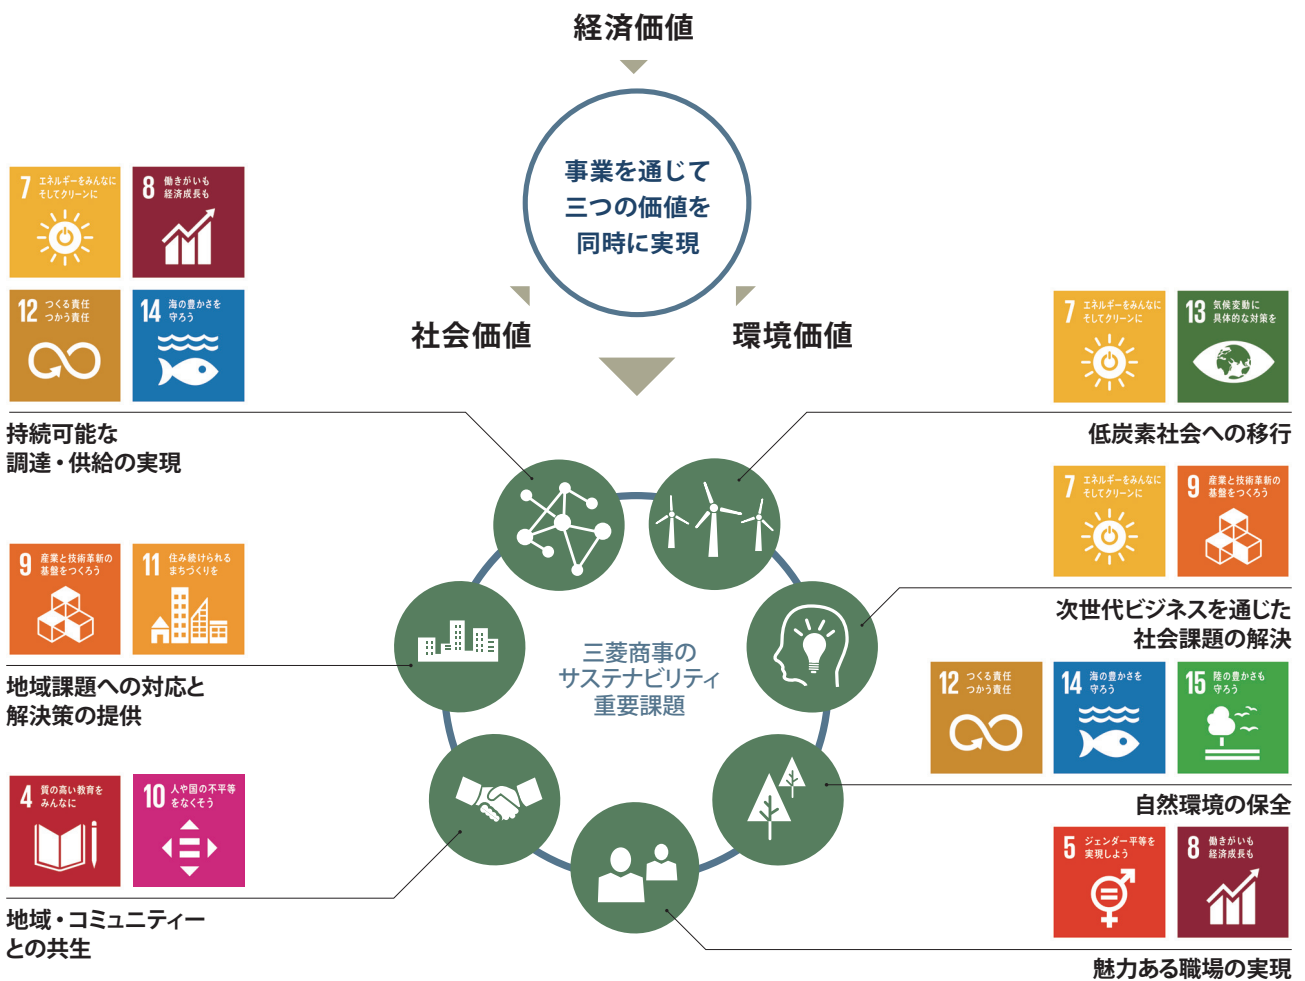 経済価値
事業を通じて
三つの価値を
同時に実現
社会価値
環境価値
7 エネルギーをみんなに
そしてクリーンに
8 働きがいも
経済成長も
12 つくる責任
つかう責任
14 海の豊かさを
守ろう
持続可能な
調達・供給の実現
9 産業と技術革新の
基盤をつくろう
11 住み続けられる
まちづくりを
地域課題への対応と
解決策の提供
4 質の高い教育を
みんなに
10 人や国の不平等
をなくそう
地域・コミュニティー
との共生
三菱商事の
サステナビリティ
重要課題
7 エネルギーをみんなに
そしてクリーンに
13 気候変動に
具体的な対策を
低炭素社会への移行
7 エネルギーをみんなに
そしてクリーンに
9 産業と技術革新の
基盤をつくろう
次世代ビジネスを通じた
社会課題の解決
12 つくる責任
つかう責任
14 海の豊かさを
守ろう
15 陸の豊かさも
守ろう
自然環境の保全
5 ジェンダー平等を
実現しよう
8 働きがいも
経済成長も
魅力ある職場の実現